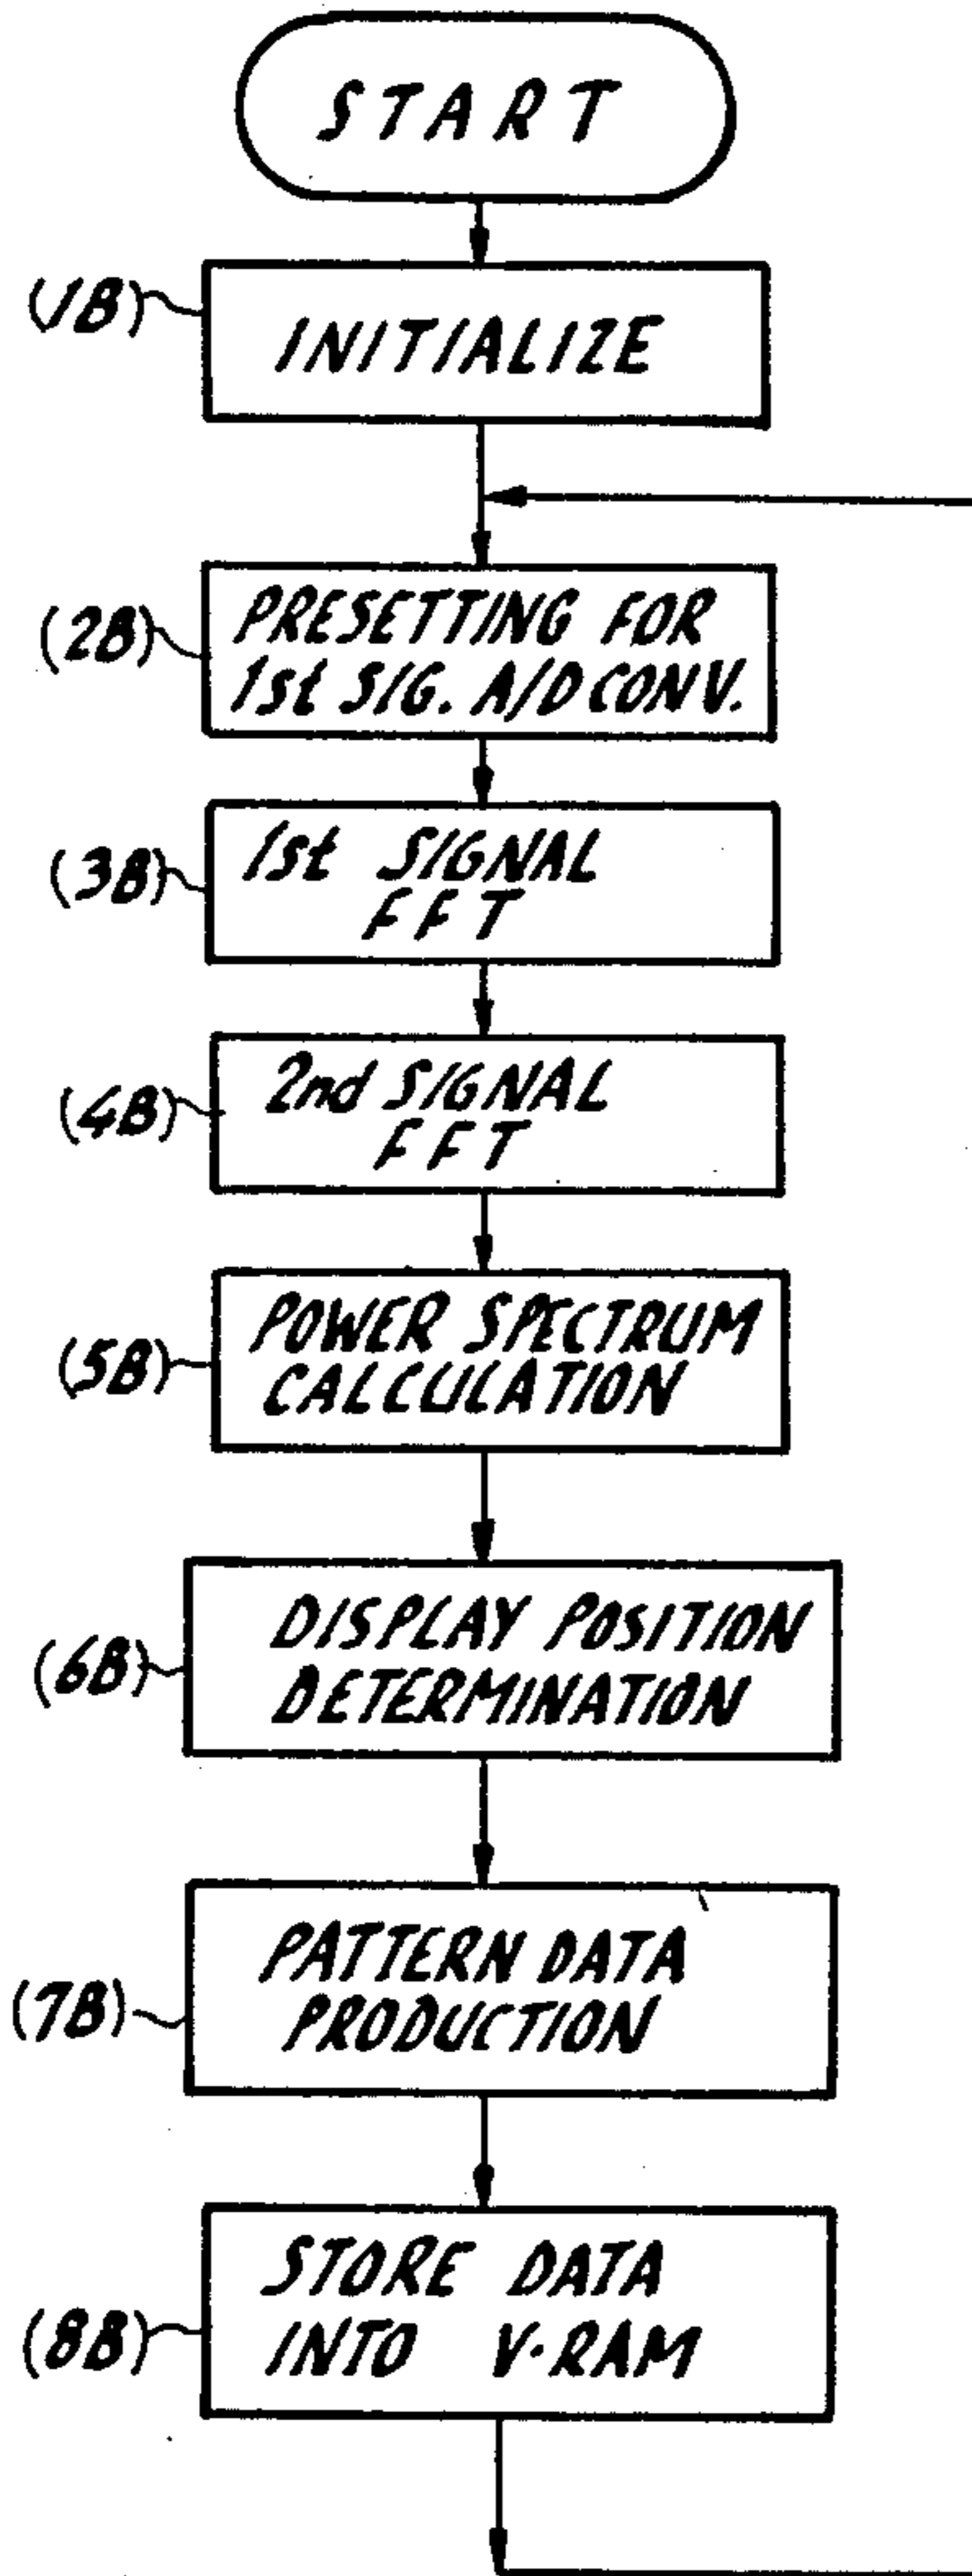 START
(1B)
INITIALIZE
(2B)
PRESETTING FOR
1st SIG. A/D CONV.
(3B)
1st SIGNAL
FFT
(4B)
2nd SIGNAL
FFT
(5B)
POWER SPECTRUM
CALCULATION
(6B)
DISPLAY POSITION
DETERMINATION
(7B)
PATTERN DATA
PRODUCTION
(8B)
STORE DATA
INTO V·RAM